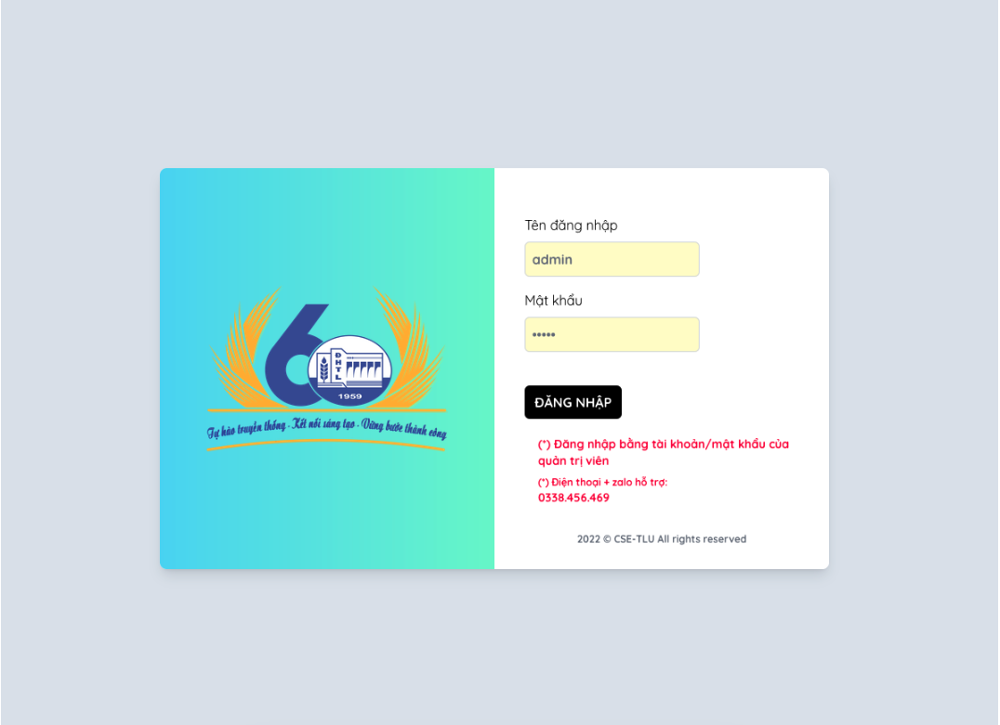 60
ĐHTL
1959
Tự hào truyền thống - Kết nối sáng tạo - Vững bước thành công
Tên đăng nhập
admin
Mật khẩu
•••••
ĐĂNG NHẬP
(*) Đăng nhập bằng tài khoản/mật khẩu của
quản trị viên
(*) Điện thoại + zalo hỗ trợ:
0338.456.469
2022 © CSE-TLU All rights reserved